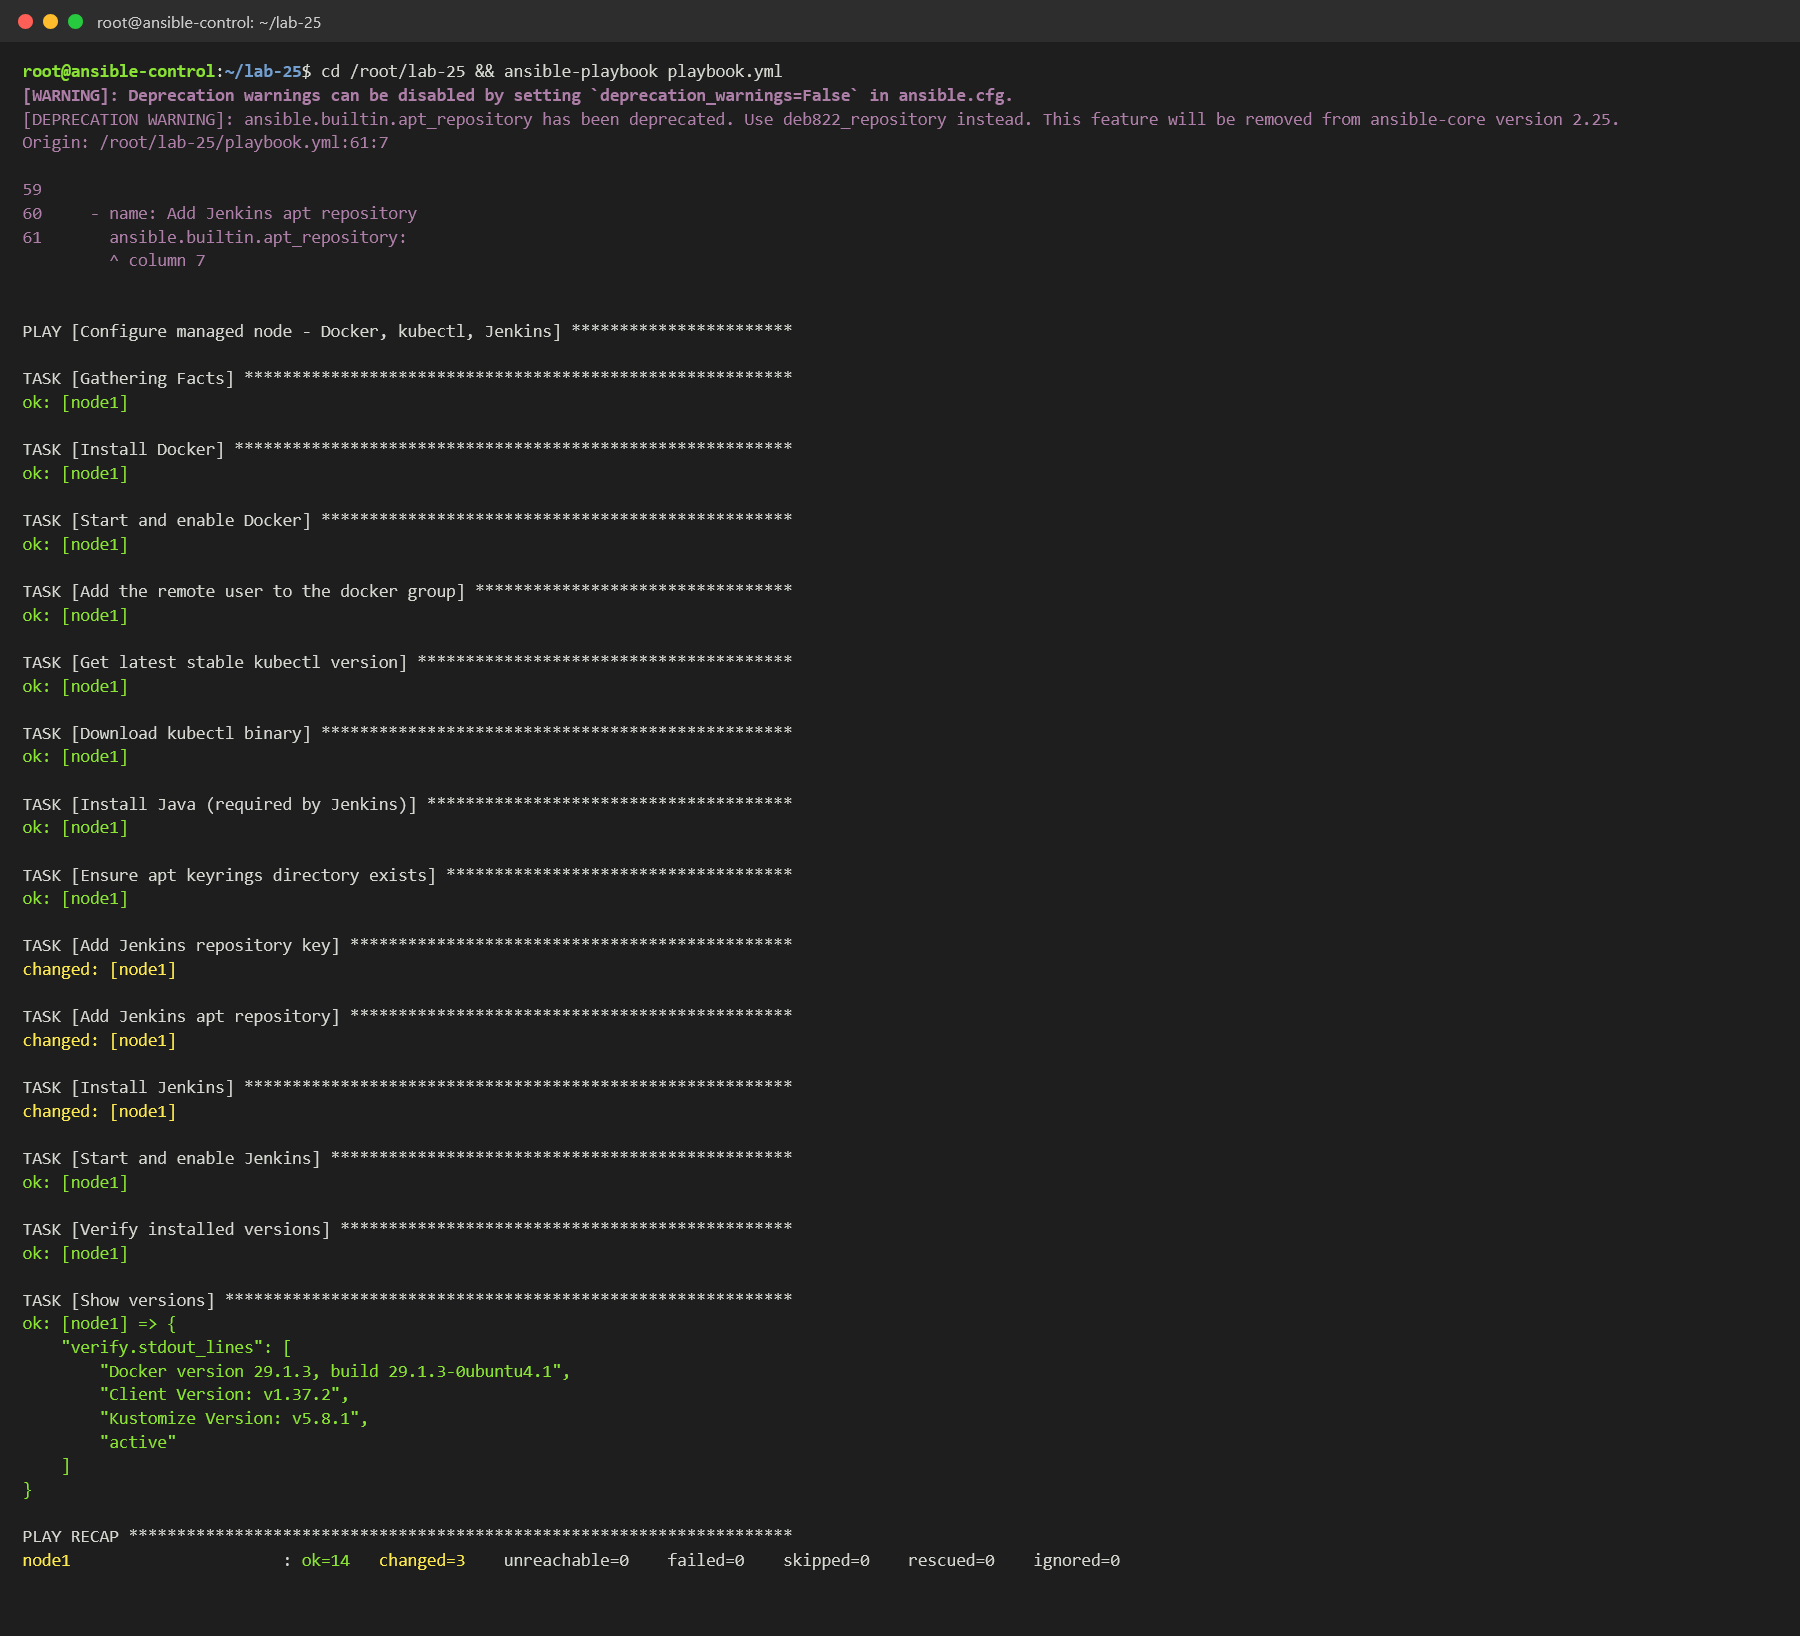 root@ansible-control: ~/lab-25
root@ansible-control:~/lab-25$ cd /root/lab-25 && ansible-playbook playbook.yml
[WARNING]: Deprecation warnings can be disabled by setting `deprecation_warnings=False` in ansible.cfg.
[DEPRECATION WARNING]: ansible.builtin.apt_repository has been deprecated. Use deb822_repository instead. This feature will be removed from ansible-core version 2.25.
Origin: /root/lab-25/playbook.yml:61:7
59
60     - name: Add Jenkins apt repository
61       ansible.builtin.apt_repository:
         ^ column 7
PLAY [Configure managed node - Docker, kubectl, Jenkins] ***********************
TASK [Gathering Facts] *********************************************************
ok: [node1]
TASK [Install Docker] **********************************************************
ok: [node1]
TASK [Start and enable Docker] *************************************************
ok: [node1]
TASK [Add the remote user to the docker group] *********************************
ok: [node1]
TASK [Get latest stable kubectl version] ***************************************
ok: [node1]
TASK [Download kubectl binary] *************************************************
ok: [node1]
TASK [Install Java (required by Jenkins)] **************************************
ok: [node1]
TASK [Ensure apt keyrings directory exists] ************************************
ok: [node1]
TASK [Add Jenkins repository key] **********************************************
changed: [node1]
TASK [Add Jenkins apt repository] **********************************************
changed: [node1]
TASK [Install Jenkins] *********************************************************
changed: [node1]
TASK [Start and enable Jenkins] ************************************************
ok: [node1]
TASK [Verify installed versions] ***********************************************
ok: [node1]
TASK [Show versions] ***********************************************************
ok: [node1] => {
    "verify.stdout_lines": [
        "Docker version 29.1.3, build 29.1.3-0ubuntu4.1",
        "Client Version: v1.37.2",
        "Kustomize Version: v5.8.1",
        "active"
    ]
}
PLAY RECAP *********************************************************************
node1                      : ok=14   changed=3    unreachable=0    failed=0    skipped=0    rescued=0    ignored=0